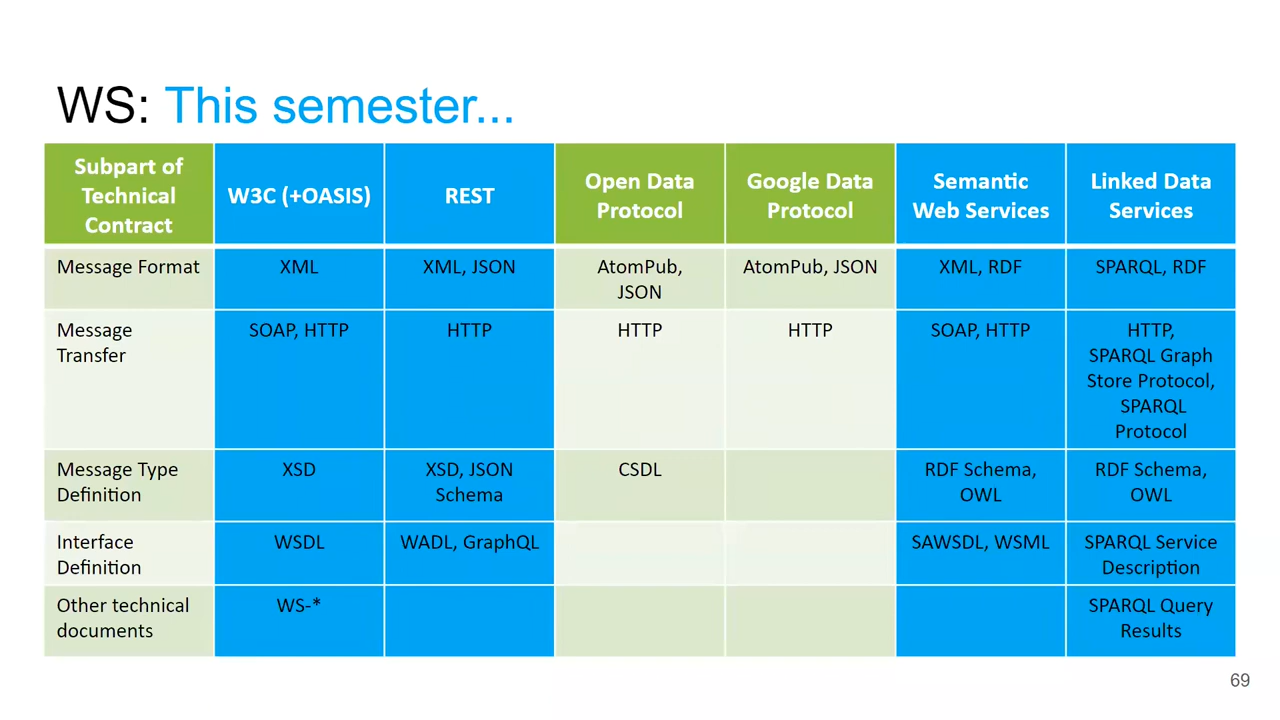 WS: This semester...
Subpart of
Technical
Contract
W3C (+OASIS)
REST
Open Data
Protocol
Google Data
Protocol
Semantic
Web Services
Linked Data
Services
Message Format
XML
XML, JSON
AtomPub,
JSON
AtomPub, JSON
XML, RDF
SPARQL, RDF
Message
Transfer
SOAP, HTTP
HTTP
HTTP
HTTP
SOAP, HTTP
HTTP,
SPARQL Graph
Store Protocol,
SPARQL
Protocol
Message Type
Definition
XSD
XSD, JSON
Schema
CSDL
RDF Schema,
OWL
RDF Schema,
OWL
Interface
Definition
WSDL
WADL, GraphQL
SAWSDL, WSML
SPARQL Service
Description
Other technical
documents
WS-*
SPARQL Query
Results
69